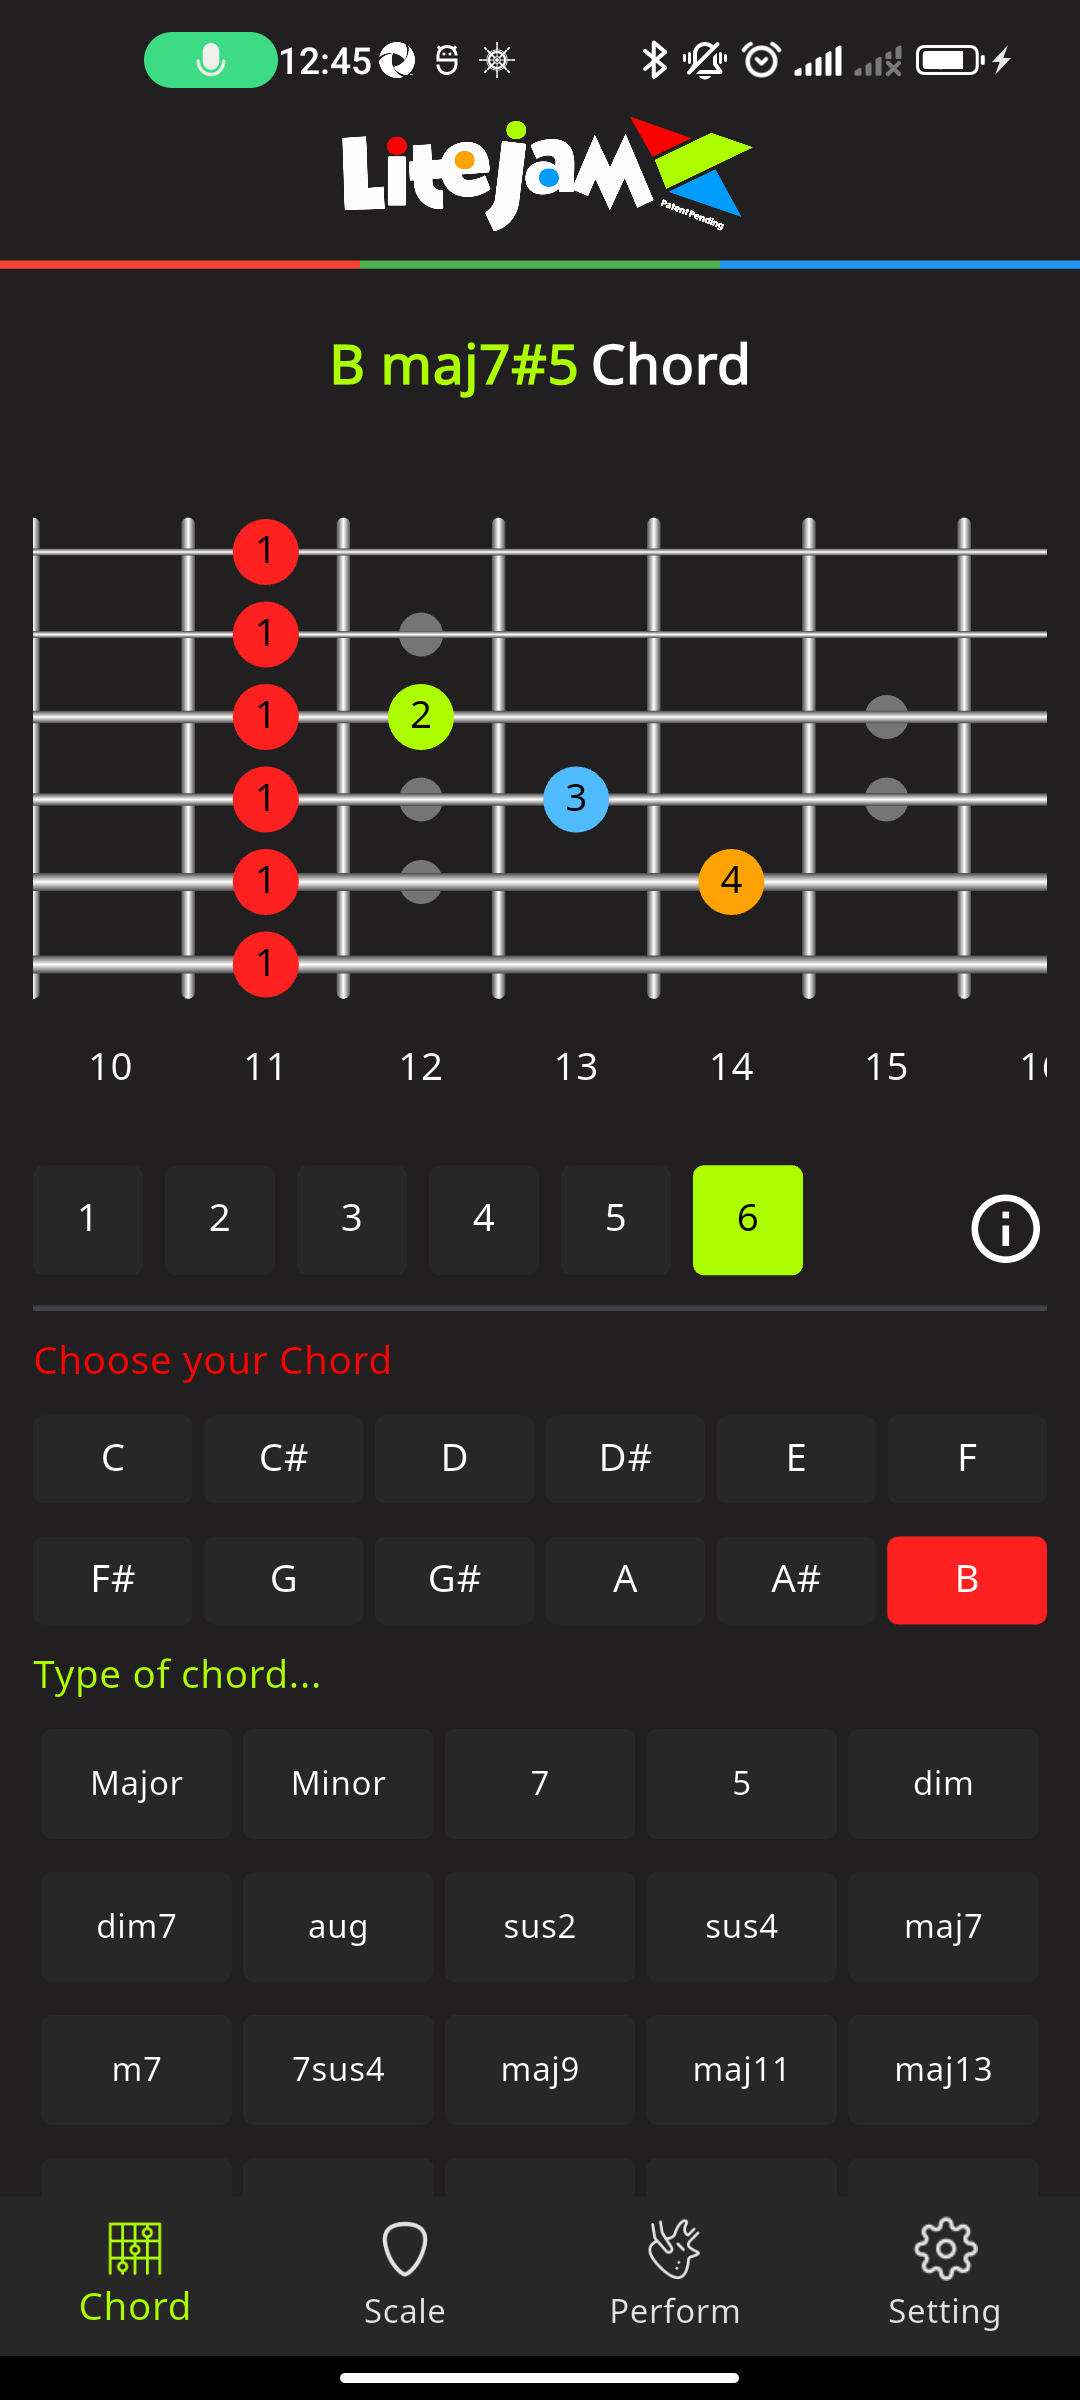 12:45
Litejam
Patent Pending
B maj7#5 Chord
1
1
1 2
1 3
1 4
1
10 11 12 13 14 15
1 2 3 4 5 6
Choose your Chord
C C# D D# E F
F# G G# A A# B
Type of chord...
Major Minor 7 5 dim
dim7 aug sus2 sus4 maj7
m7 7sus4 maj9 maj11 maj13
Chord Scale Perform Setting